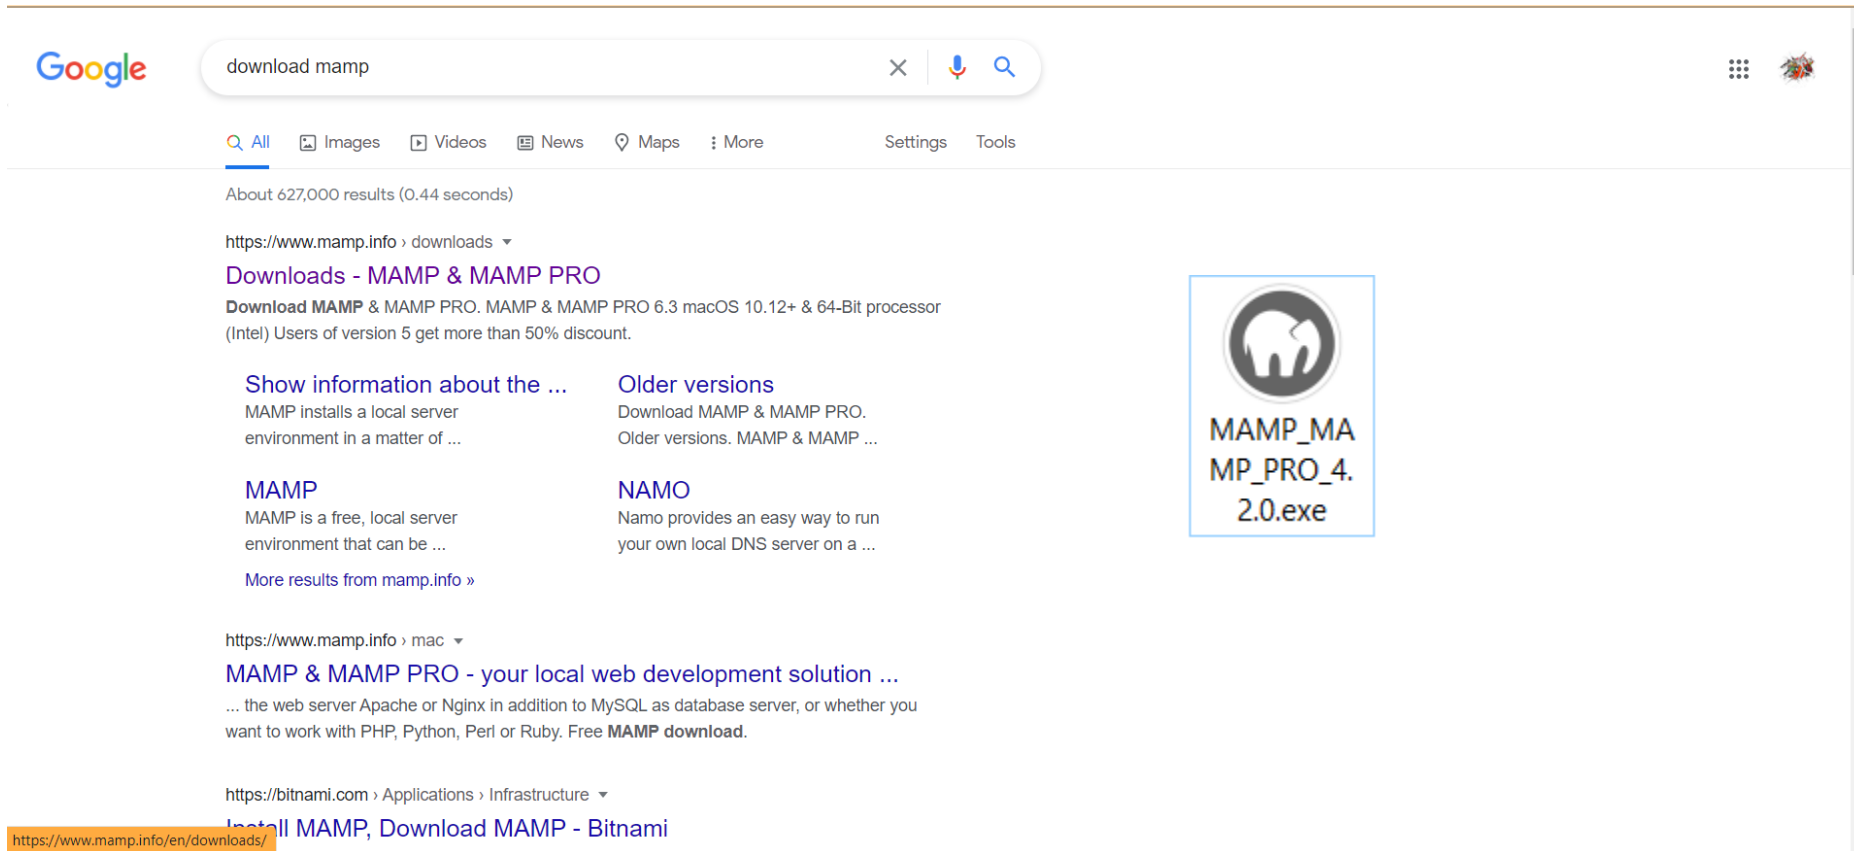 Google
download mamp
All Images Videos News Maps More Settings Tools
About 627,000 results (0.44 seconds)
https://www.mamp.info › downloads
Downloads - MAMP & MAMP PRO
Download MAMP & MAMP PRO. MAMP & MAMP PRO 6.3 macOS 10.12+ & 64-Bit processor
(Intel) Users of version 5 get more than 50% discount.
Show information about the ...
MAMP installs a local server
environment in a matter of ...
Older versions
Download MAMP & MAMP PRO.
Older versions. MAMP & MAMP ...
MAMP
MAMP is a free, local server
environment that can be ...
NAMO
Namo provides an easy way to run
your own local DNS server on a ...
More results from mamp.info »
https://www.mamp.info › mac
MAMP & MAMP PRO - your local web development solution ...
... the web server Apache or Nginx in addition to MySQL as database server, or whether you
want to work with PHP, Python, Perl or Ruby. Free MAMP download.
https://bitnami.com › Applications › Infrastructure
Install MAMP, Download MAMP - Bitnami
https://www.mamp.info/en/downloads/
MAMP_MA
MP_PRO_4.
2.0.exe